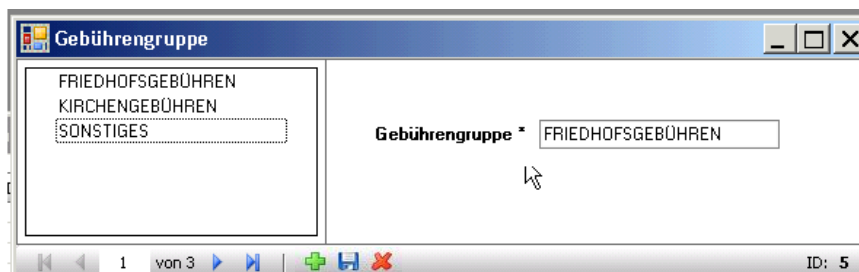 Gebührengruppe
FRIEDHOFSGEBÜHREN
KIRCHENGEBÜHREN
SONSTIGES
Gebührengruppe * FRIEDHOFSGEBÜHREN
1 von 3
ID: 5